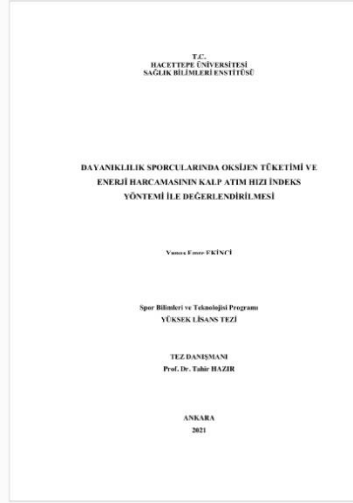 T.C.
HACETTEPE ÜNİVERSİTESİ
SAĞLIK BİLİMLERİ ENSTİTÜSÜ
DAYANIKLILIK SPORCULARINDA OKSİJEN TÜKETİMİ VE
ENERJİ HARCAMASININ KALP ATIM HIZI İNDEKS
YÖNTEMİ İLE DEĞERLENDİRİLMESİ
Yunus Emre EKİNCİ
Spor Bilimleri ve Teknolojisi Programı
YÜKSEK LİSANS TEZİ
TEZ DANIŞMANI
Prof. Dr. Tahir HAZIR
ANKARA
2021